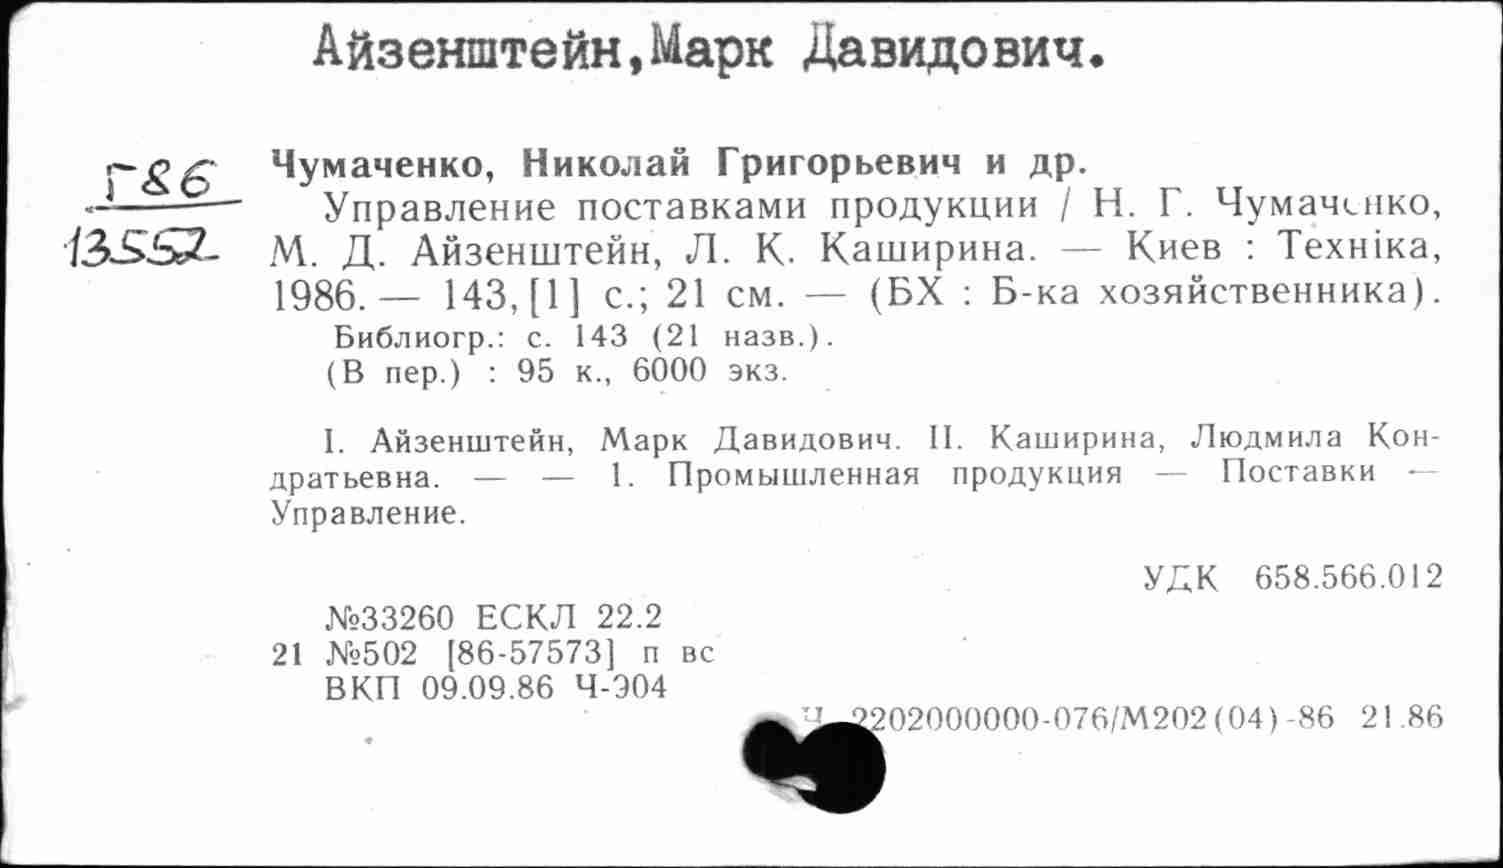 Айзенштейн,Марк Давидович.
Г86
13552
Чумаченко, Николай Григорьевич и др.
Управление поставками продукции / Н. Г. Чумаченко,
М. Д. Айзенштейн, Л. К. Каширина. — Киев : Техніка,
1986. — 143, [1] с.; 21 см. — (БХ : Б-ка хозяйственника).
Библиогр.: с. 143 (21 назв.).
(В пер.) : 95 к., 6000 экз.
I. Айзенштейн, Марк Давидович. II. Каширина, Людмила Кон-
дратьевна. — — 1. Промышленная продукция — Поставки —
Управление.
УДК 658.566.012
№33260 ЕСКЛ 22.2
21 №502 [86-57573] п вс
ВКП 09.09.86 Ч-Э04
Ч 2202000000-076/М202(04)-86 21.86